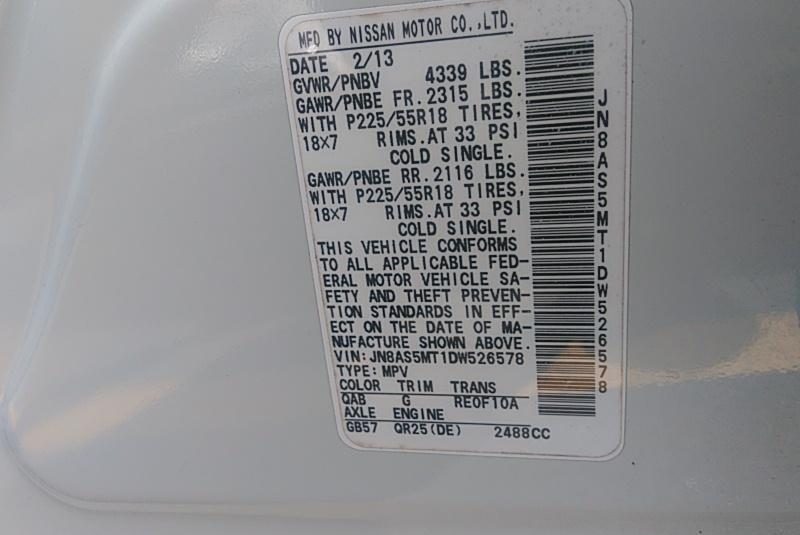 MFD BY NISSAN MOTOR CO.,LTD.
DATE 2/13
GVWR/PNBV 4339 LBS.
GAWR/PNBE FR.2315 LBS.
WITH P225/55R18 TIRES,
18X7 RIMS.AT 33 PSI
COLD SINGLE.
GAWR/PNBE RR.2116 LBS.
WITH P225/55R18 TIRES,
18X7 RIMS.AT 33 PSI
COLD SINGLE.
THIS VEHICLE CONFORMS
TO ALL APPLICABLE FED-
ERAL MOTOR VEHICLE SA-
FETY AND THEFT PREVEN-
TION STANDARDS IN EFF-
ECT ON THE DATE OF MA-
NUFACTURE SHOWN ABOVE.
VIN:JN8AS5MT1DW526578
TYPE:MPV
COLOR TRIM TRANS
QAB G RE0F10A
AXLE ENGINE
GB57 QR25(DE) 2488CC
JN8AS5MT1DW526578